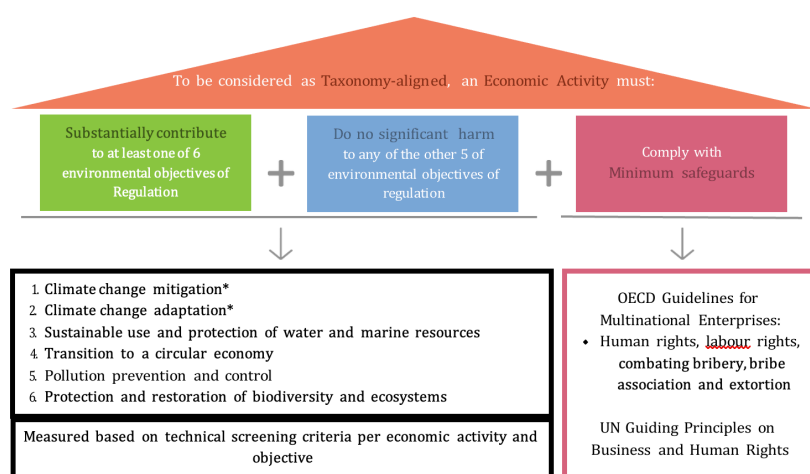 To be considered as Taxonomy-aligned, an Economic Activity must:
Substantially contribute
to at least one of 6
environmental objectives of
Regulation
+
Do no significant harm
to any of the other 5 of
environmental objectives of
regulation
+
Comply with
Minimum safeguards
1. Climate change mitigation*
2. Climate change adaptation*
3. Sustainable use and protection of water and marine resources
4. Transition to a circular economy
5. Pollution prevention and control
6. Protection and restoration of biodiversity and ecosystems
Measured based on technical screening criteria per economic activity and
objective
OECD Guidelines for
Multinational Enterprises:
• Human rights, labour rights,
combating bribery, bribe
association and extortion
UN Guiding Principles on
Business and Human Rights